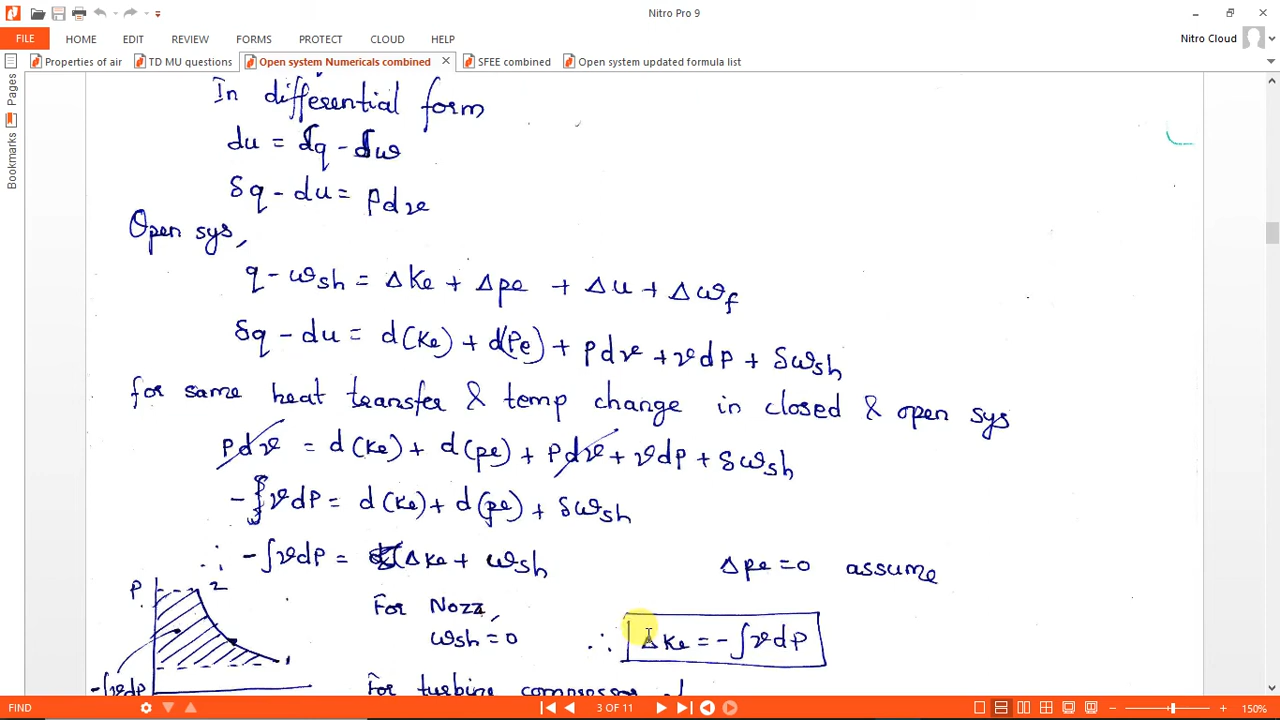 Nitro Pro 9
FILE HOME EDIT REVIEW FORMS PROTECT CLOUD HELP Nitro Cloud
Properties of air TD MU questions Open system Numericals combined SFEE combined Open system updated formula list
Pages
Bookmarks
In differential form
du = δq - δw
δq - du = pdv
Open sys,
q - wsh = Δke + Δpe + Δu + Δwf
δq - du = d(ke) + d(Pe) + pdv + vdp + δwsh
for same heat transfer & temp change in closed & open sys
pdv = d(ke) + d(pe) + pdv + vdp + δwsh
-∫vdp = d(ke) + d(pe) + δwsh
∴ -∫vdp = Δke + wsh Δpe = 0 assume
P 2
For Nozz,
wsh = 0 ∴ Δke = -∫vdp
1
-∫vdp For turbine compressor
FIND 3 OF 11 150%